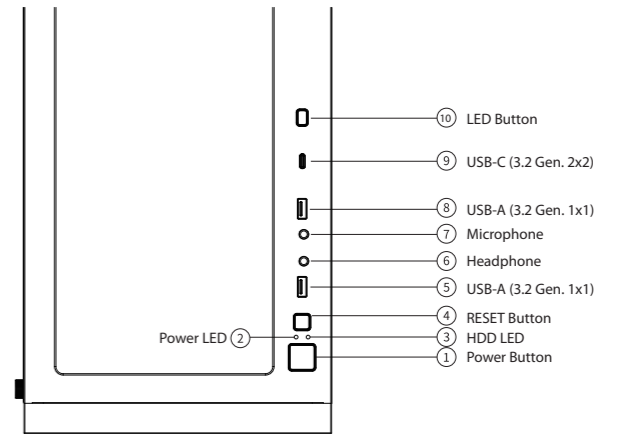 10 LED Button
9 USB-C (3.2 Gen. 2x2)
8 USB-A (3.2 Gen. 1x1)
7 Microphone
6 Headphone
5 USB-A (3.2 Gen. 1x1)
4 RESET Button
Power LED 2
3 HDD LED
1 Power Button